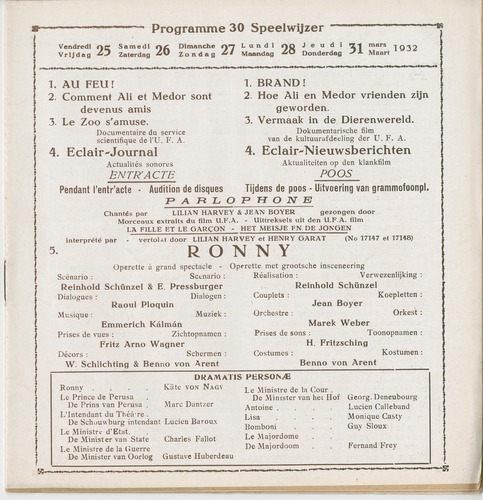 Programme 30 Speelwijzer
Vendredi Vrijdag 25 Samedi Zaterdag 26 Dimanche Zondag 27 Lundi Maandag 28 Jeudi Donderdag 31 mars Maart 1932
1. AU FEU!
2. Comment Ali et Medor sont
devenus amis
3. Le Zoo s'amuse.
Documentaire du service
scientifique de l'U. F. A.
4. Eclair-Journal
Actualités sonores
ENTR'ACTE
Pendant l'entr'acte - Audition de disques
1. BRAND!
2. Hoe Ali en Medor vrienden zijn
geworden.
3. Vermaak in de Dierenwereld.
Dokumentarische film
van de kultuurafdeeling der U. F. A.
4. Eclair-Nieuwsberichten
Aktualiteiten op den klankfilm
POOS
Tijdens de poos - Uitvoering van grammofoonpl.
PARLOPHONE
Chantés par LILIAN HARVEY & JEAN BOYER gezongen door
Morceaux extraits du film U.F.A. - Uittreksels uit den U.F.A. film
LA FILLE ET LE GARÇON - HET MEISJE EN DE JONGEN
interprété par - vertolat door LILIAN HARVEY et HENRY GARAT (No 17147 et 17148)
5. RONNY
Operette à grand spectacle - Operette met grootsche insceneering
Scénario : Scenario : Réalisation : Verwezenlijking :
Reinhold Schünzel & E. Pressburger Reinhold Schünzel
Dialogues : Dialogen : Couplets : Koepletten :
Raoul Ploquin Jean Boyer
Musique : Muziek : Orchestre : Orkest :
Emmerich Kálmán Marek Weber
Prises de vues : Zichtopnamen : Prises de sons : Toonopnamen :
Fritz Arno Wagner H. Fritzsching
Décors : Schermen : Costumes : Kostumen :
W. Schlichting & Benno von Arent Benno von Arent
DRAMATIS PERSONÆ
Ronny . . . . Käte von Nagy
Le Prince de Perusa
De Prins van Perusa . Marc Dantzer
L'Intendant du Théâtre .
De Schouwburg intendant Lucien Baroux
Le Ministre d'Etat.
De Minister van State Charles Fallot
Le Ministre de la Guerre
De Minister van Oorlog Gustave Huberdeau
Le Ministre de la Cour .
De Minister van het Hof Georg. Deneubourg
Antoine . . . . Lucien Calleband
Lisa . . . . Monique Casty
Bomboni . . . Guy Sloux
Le Majordome . .
De Majordoom . . Fernand Frey